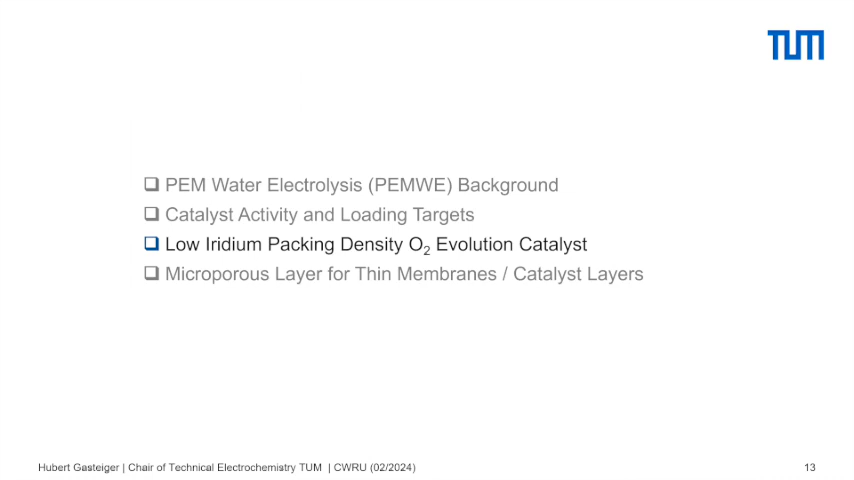 TUM
❑ PEM Water Electrolysis (PEMWE) Background
❑ Catalyst Activity and Loading Targets
❑ Low Iridium Packing Density O₂ Evolution Catalyst
❑ Microporous Layer for Thin Membranes / Catalyst Layers
Hubert Gasteiger | Chair of Technical Electrochemistry TUM | CWRU (02/2024) 13